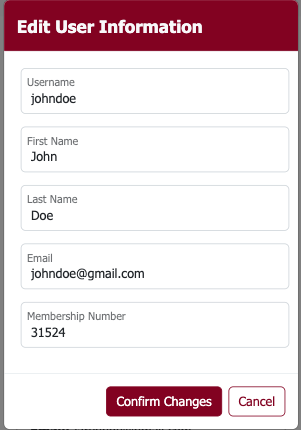 Edit User Information
Username
johndoe
First Name
John
Last Name
Doe
Email
johndoe@gmail.com
Membership Number
31524
Confirm Changes Cancel